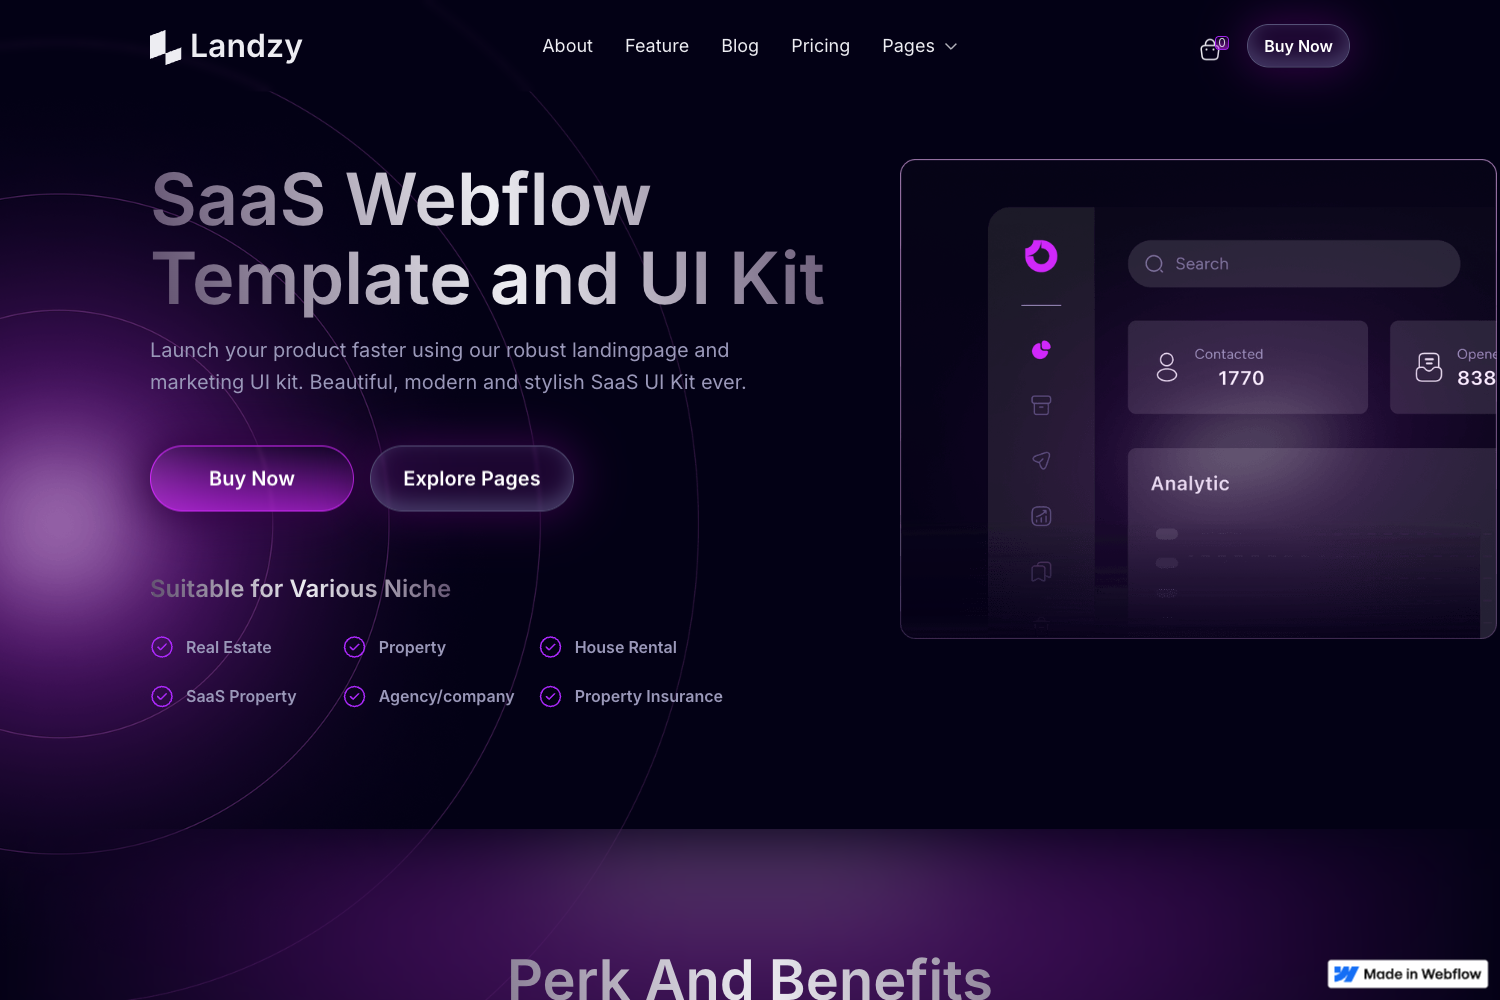 Landzy
About
Feature
Blog
Pricing
Pages
0
Buy Now
SaaS Webflow
Template and UI Kit
Launch your product faster using our robust landingpage and
marketing UI kit. Beautiful, modern and stylish SaaS UI Kit ever.
Buy Now
Explore Pages
Suitable for Various Niche
Real Estate
Property
House Rental
SaaS Property
Agency/company
Property Insurance
Search
Contacted
1770
Opene
838
Analytic
Perk And Benefits
Made in Webflow